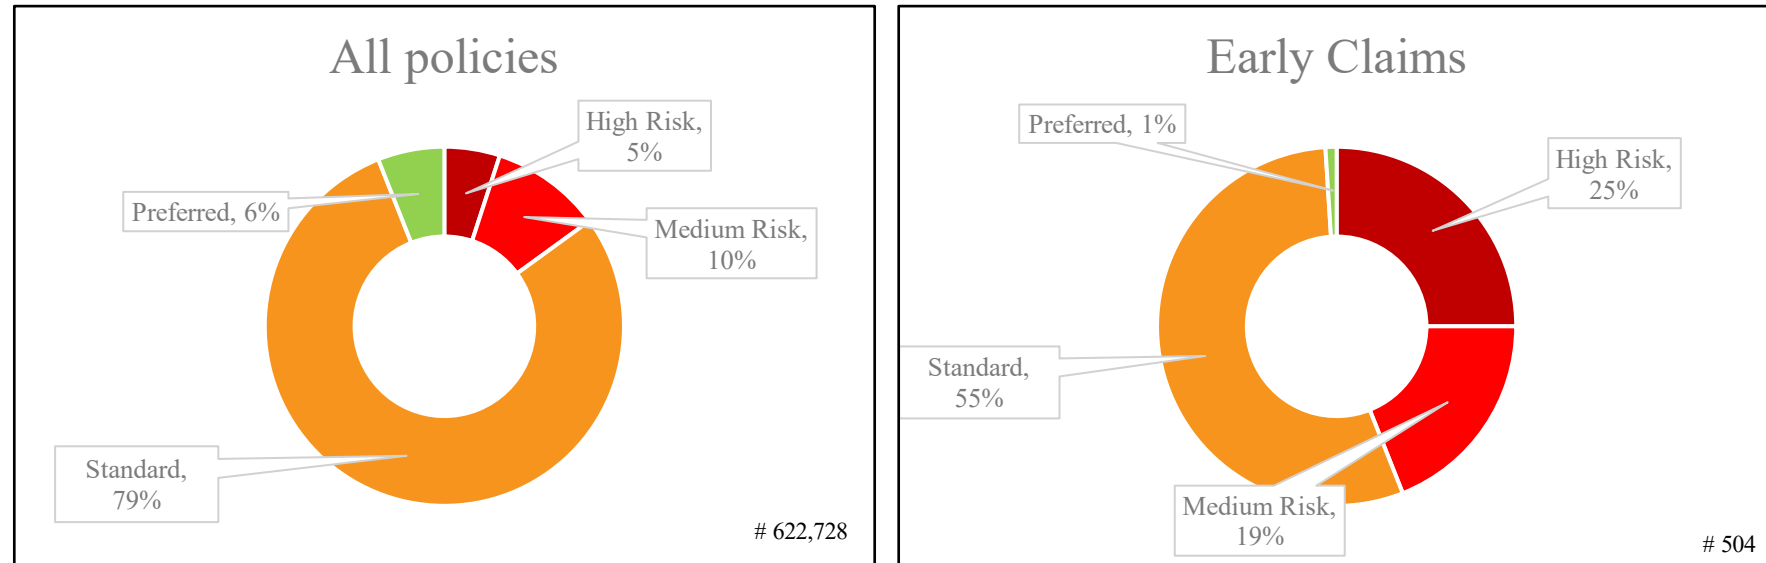 All policies
High Risk,
5%
Preferred, 6%
Medium Risk,
10%
Standard,
79%
# 622,728
Early Claims
Preferred, 1%
High Risk,
25%
Standard,
55%
Medium Risk,
19%
# 504